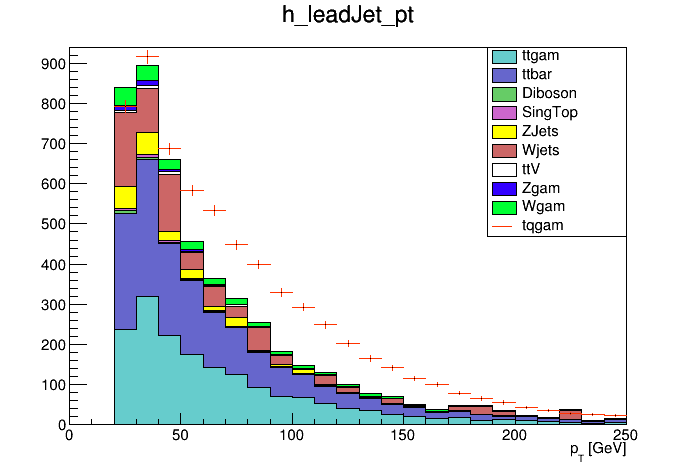 h_leadJet_pt
900
800
700
600
500
400
300
200
100
0
0
50
100
150
200
250
p_T [GeV]
ttgam
ttbar
Diboson
SingTop
ZJets
Wjets
ttV
Zgam
Wgam
tqgam